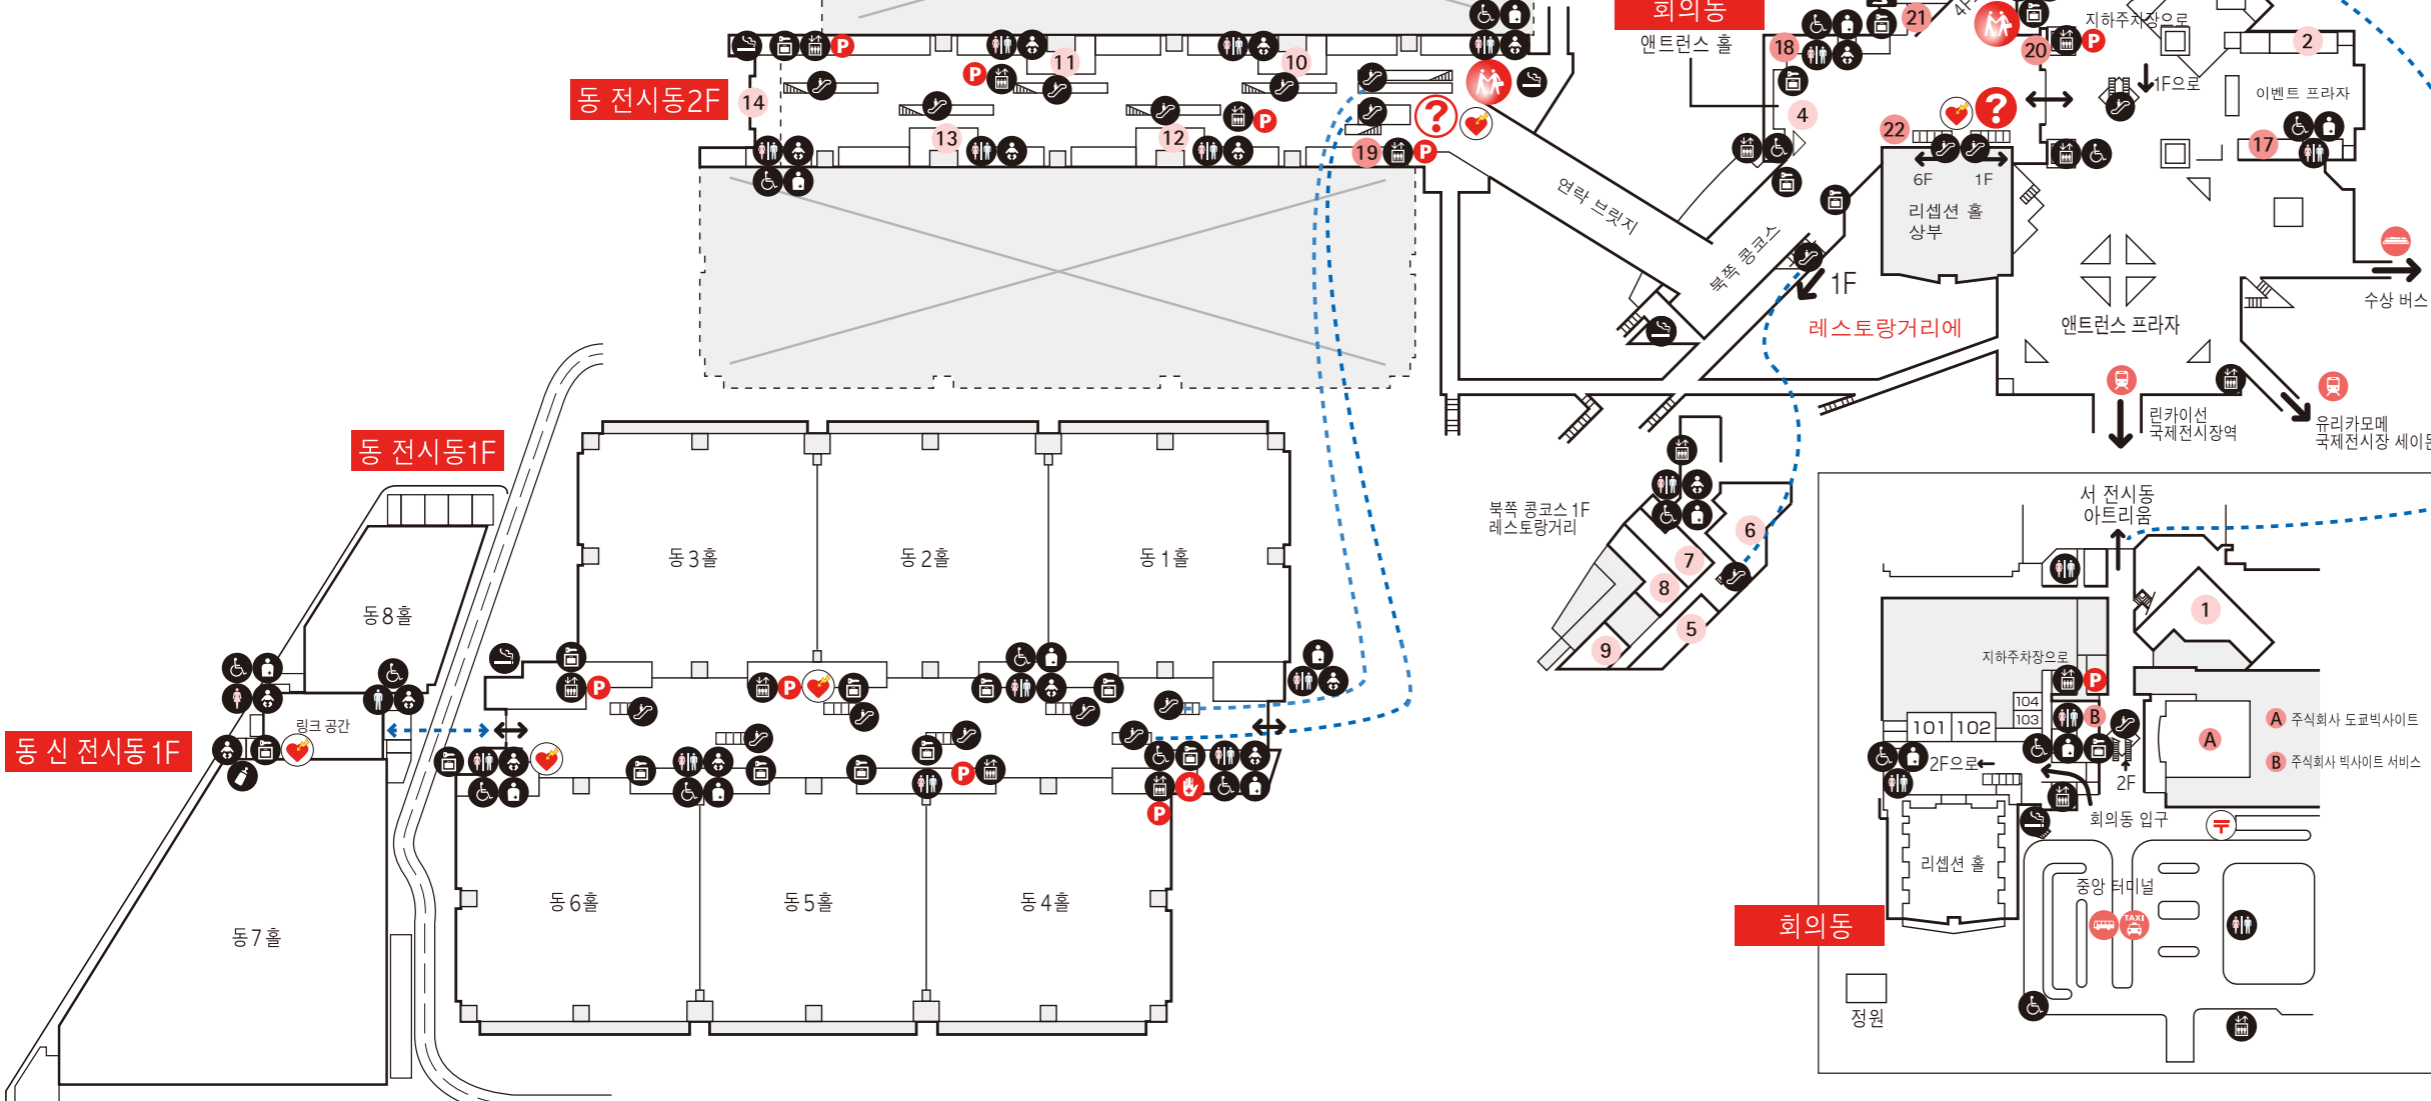 회의동
앤트런스 홀
21
18
20
지하주차장으로
P
2
1F으로
이벤트 프라자
17
동 전시동2F
P
11
10
P
14
13
12
P
19
P
?
4
22
?
6F
1F
리셉션 홀
상부
연락 브릿지
북쪽 콩코스
1F
레스토랑거리에
앤트런스 프라자
수상 버스
린카이선
국제전시장역
유리카모메
국제전시장
동 전시동1F
동3홀
동2홀
동1홀
동8홀
링크 공간
동 신 전시동1F
P
P
P
P
동6홀
동5홀
동4홀
동7홀
북쪽 콩코스 1F
레스토랑거리
6
7
8
5
9
서 전시동
아트리움
1
지하주차장으로
P
104
103
101
102
B
A
A 주식회사 도쿄빅사이트
B 주식회사 빅사이트 서비스
2F으로
2F
회의동 입구
리셉션 홀
중앙 터미널
TAXI
회의동
정원